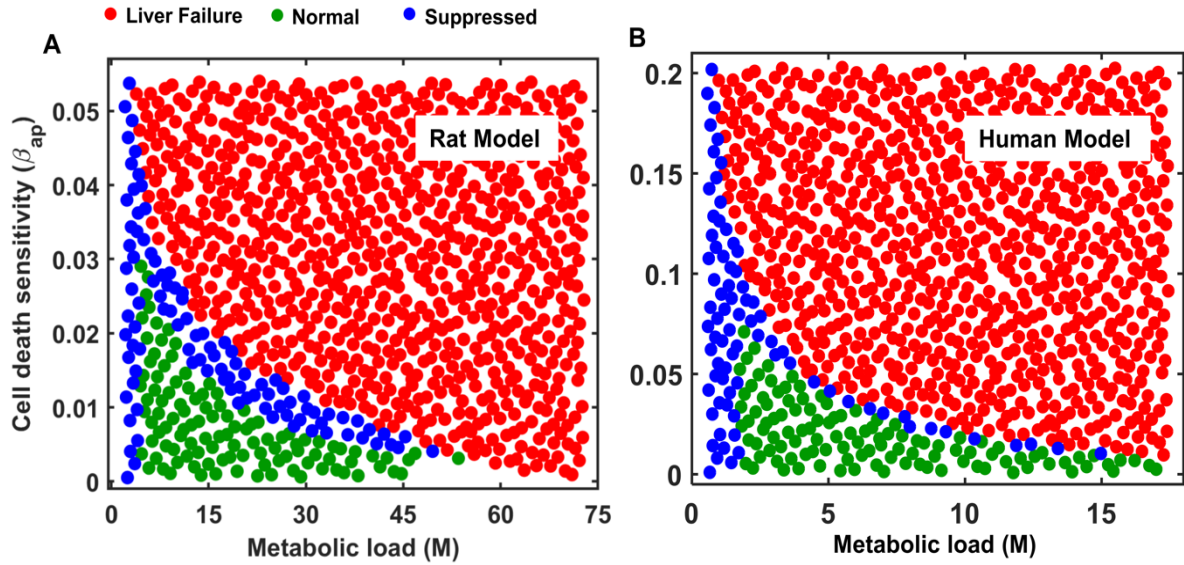 Liver Failure Normal Suppressed
A
B
Rat Model
Human Model
Cell death sensitivity (β_ap)
0.05
0.04
0.03
0.02
0.01
0
0 15 30 45 60 75
Metabolic load (M)
0.2
0.15
0.1
0.05
0
0 5 10 15
Metabolic load (M)